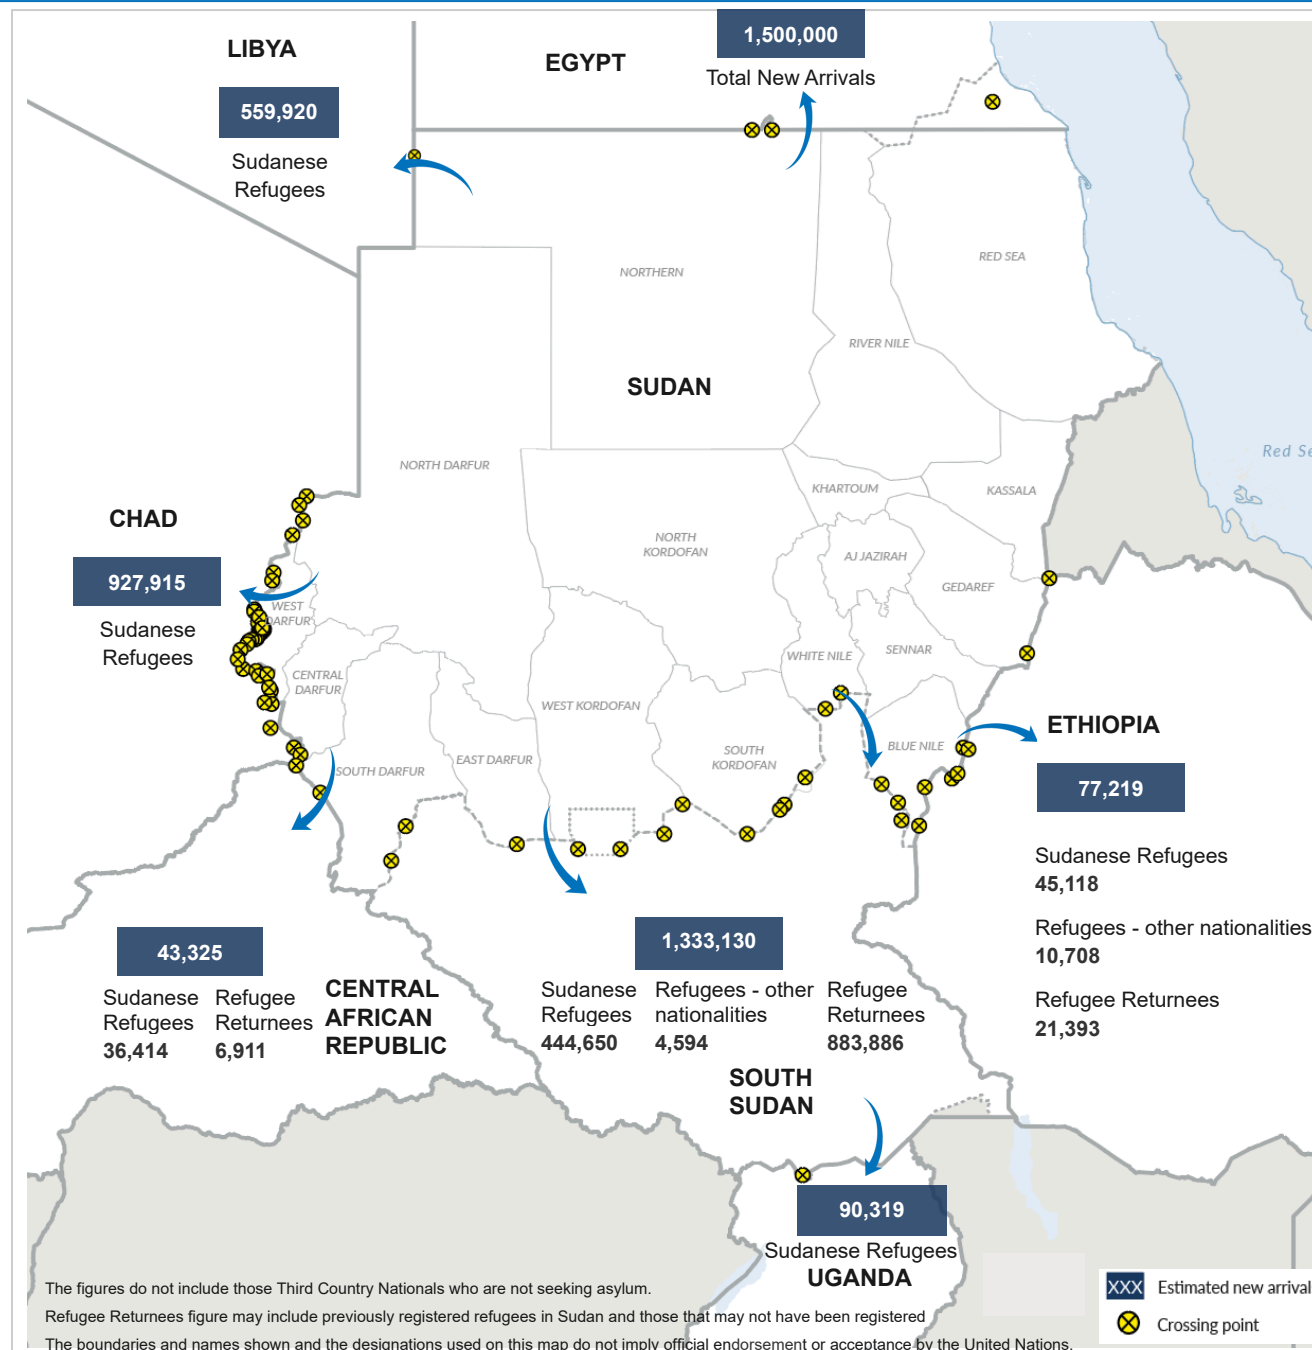 LIBYA
559,920
Sudanese
Refugees
EGYPT
1,500,000
Total New Arrivals
NORTHERN
RED SEA
RIVER NILE
SUDAN
Red Se
NORTH DARFUR
KHARTOUM
KASSALA
CHAD
927,915
Sudanese
Refugees
NORTH
KORDOFAN
AJ JAZIRAH
GEDAREF
WEST
DARFUR
CENTRAL
DARFUR
WHITE NILE
SENNAR
WEST KORDOFAN
SOUTH
KORDOFAN
BLUE NILE
SOUTH DARFUR
EAST DARFUR
ETHIOPIA
77,219
Sudanese Refugees
45,118
Refugees - other nationalities
10,708
Refugee Returnees
21,393
43,325
Sudanese
Refugees
36,414
Refugee
Returnees
6,911
CENTRAL
AFRICAN
REPUBLIC
1,333,130
Sudanese
Refugees
444,650
Refugees - other
nationalities
4,594
Refugee
Returnees
883,886
SOUTH
SUDAN
90,319
Sudanese Refugees
UGANDA
The figures do not include those Third Country Nationals who are not seeking asylum.
Refugee Returnees figure may include previously registered refugees in Sudan and those that may not have been registered
The boundaries and names shown and the designations used on this map do not imply official endorsement or acceptance by the United Nations.
XXX Estimated new arrival
Crossing point